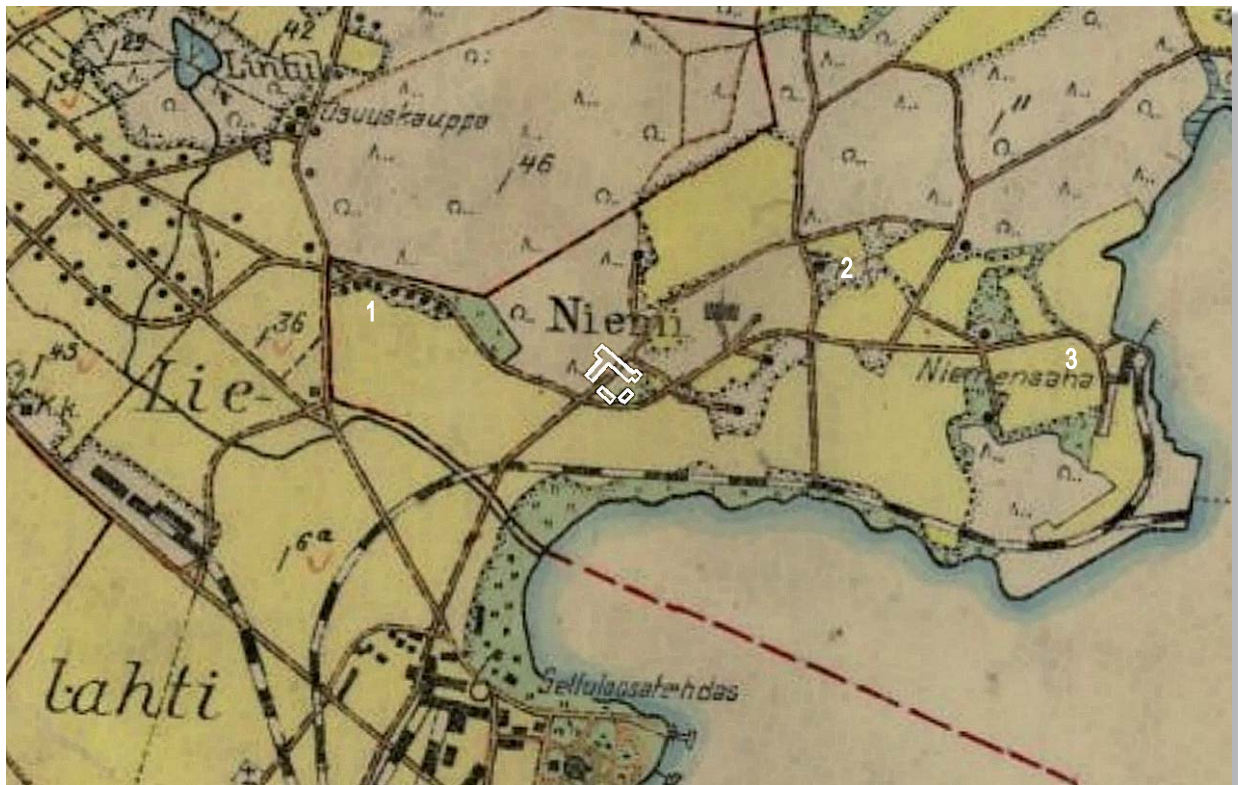 29
42
Lintu
Osuuskauppa
46
11
2
1
Niemi
36
45
Lie-
3
Niemensaha
K.k.
6a
lahti
Selluloosatehdas